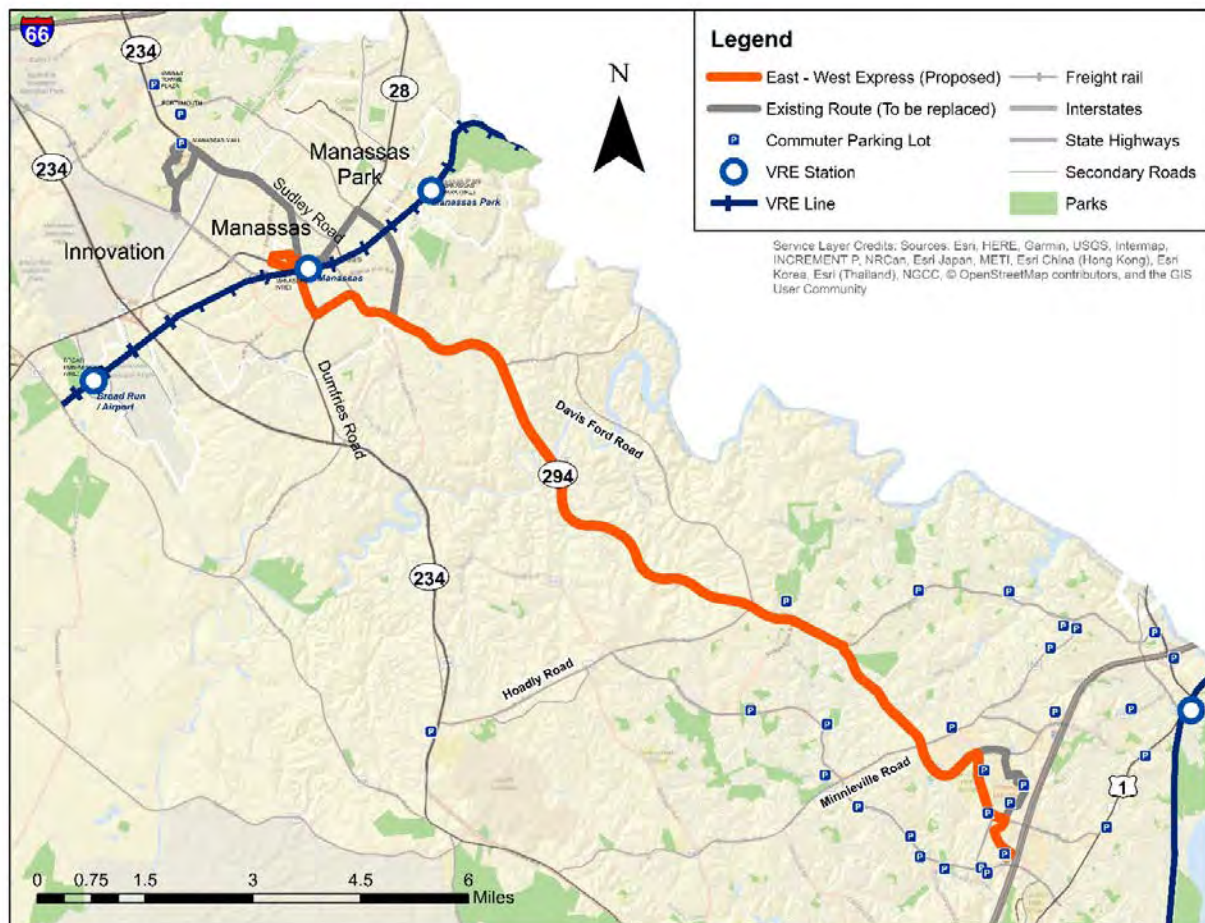 66
234
28
234
PORTSMOUTH
MANASSAS MALL
Manassas
Park
Sudley Road
Manassas Park
Manassas
Innovation
Manassas
Broad Run
/ Airport
Dumfries Road
Davis Ford Road
294
234
Hoadly Road
Minnieville Road
1
N
Legend
East - West Express (Proposed)
Existing Route (To be replaced)
Commuter Parking Lot
VRE Station
VRE Line
Freight rail
Interstates
State Highways
Secondary Roads
Parks
Service Layer Credits: Sources: Esri, HERE, Garmin, USGS, Intermap,
INCREMENT P, NRCan, Esri Japan, METI, Esri China (Hong Kong), Esri
Korea, Esri (Thailand), NGCC, © OpenStreetMap contributors, and the GIS
User Community
0 0.75 1.5 3 4.5 6
Miles